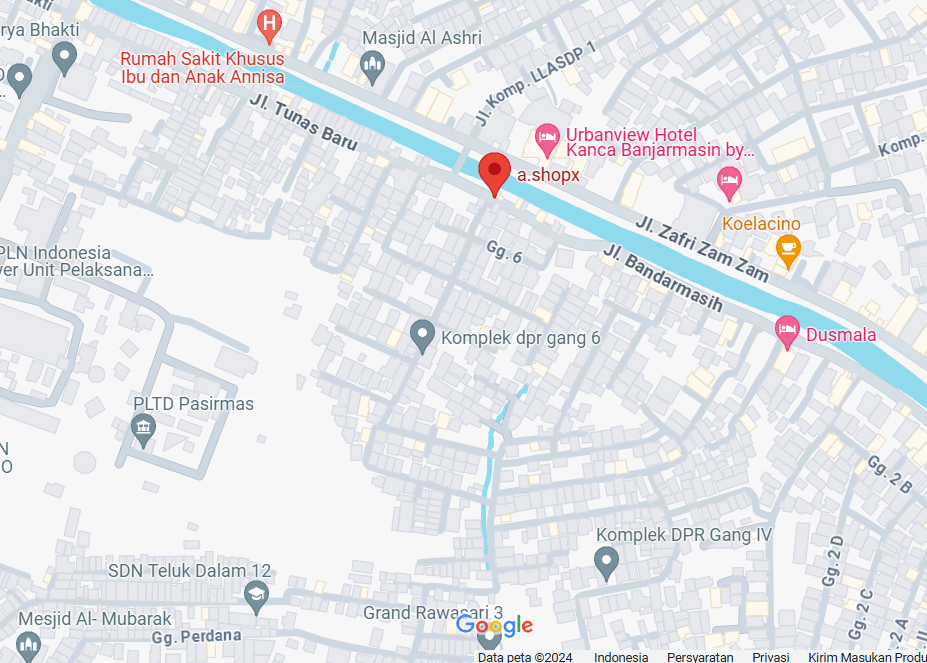 akti
rya Bhakti
Rumah Sakit Khusus
Ibu dan Anak Annisa
H
Masjid Al Ashri
Jl. Komp. LLASDP 1
Jl. Tunas Baru
Urbanview Hotel
Kanca Banjarmasin by...
Komp.
a.shopx
Koelacino
Jl. Zafri Zam Zam
Gg. 6
Jl. Bandarmasih
PLN Indonesia
wer Unit Pelaksana...
Komplek dpr gang 6
Dusmala
PLTD Pasirmas
N
O
Gg. 2 B
Komplek DPR Gang IV
Gg. 2 D
SDN Teluk Dalam 12
Gg. 2 C
Grand Rawasari 3
Mesjid Al- Mubarak
Gg. Perdana
2 A
Google
Data peta ©2024 Indonesia Persyaratan Privasi Kirim Masukan Produ